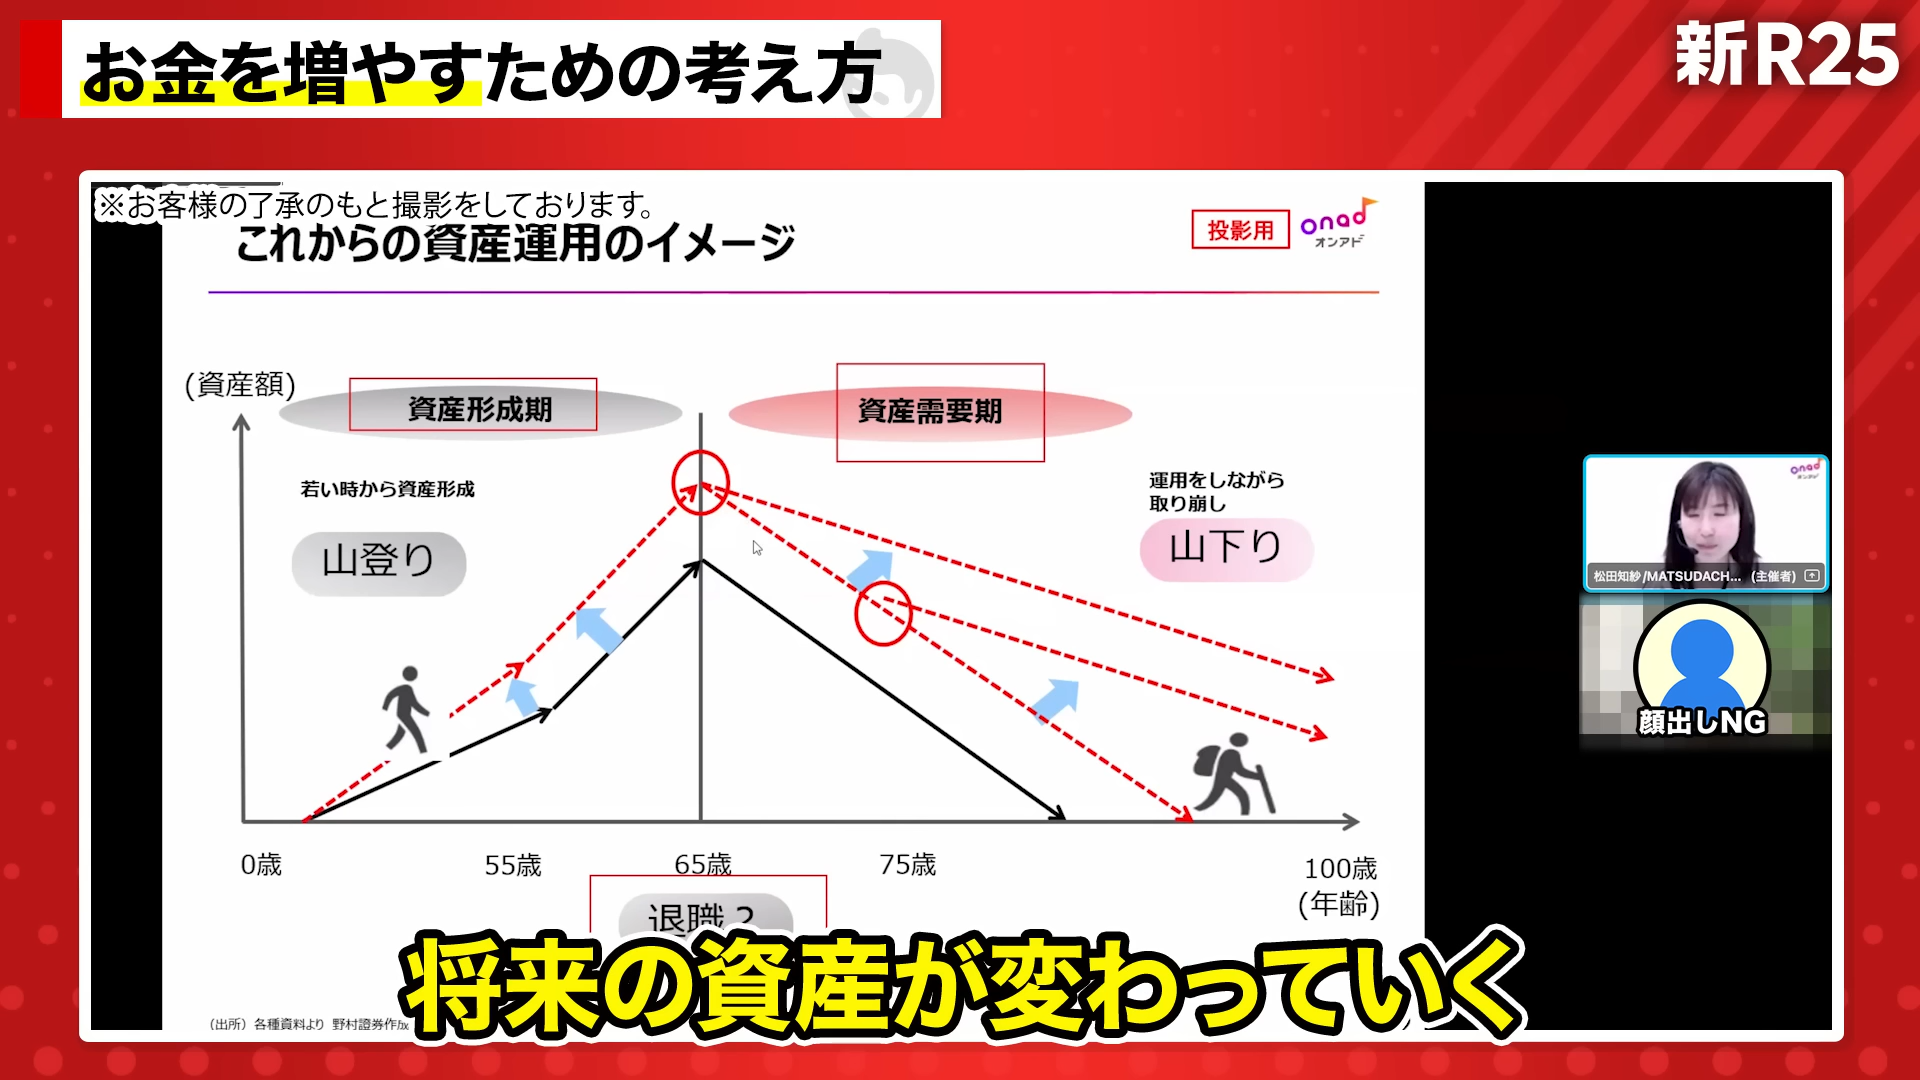 お金を増やすための考え方
新R25
※お客様の了承のもと撮影をしております。
これからの資産運用のイメージ
投影用
onad
オンアド
(資産額)
資産形成期
資産需要期
若い時から資産形成
山登り
運用をしながら
取り崩し
山下り
onad
オンアド
松田知紗/MATSUDACH... (主催者)
顔出しNG
0歳
55歳
65歳
75歳
100歳
(年齢)
退職?
将来の資産が変わっていく
(出所) 各種資料より 野村證券作成